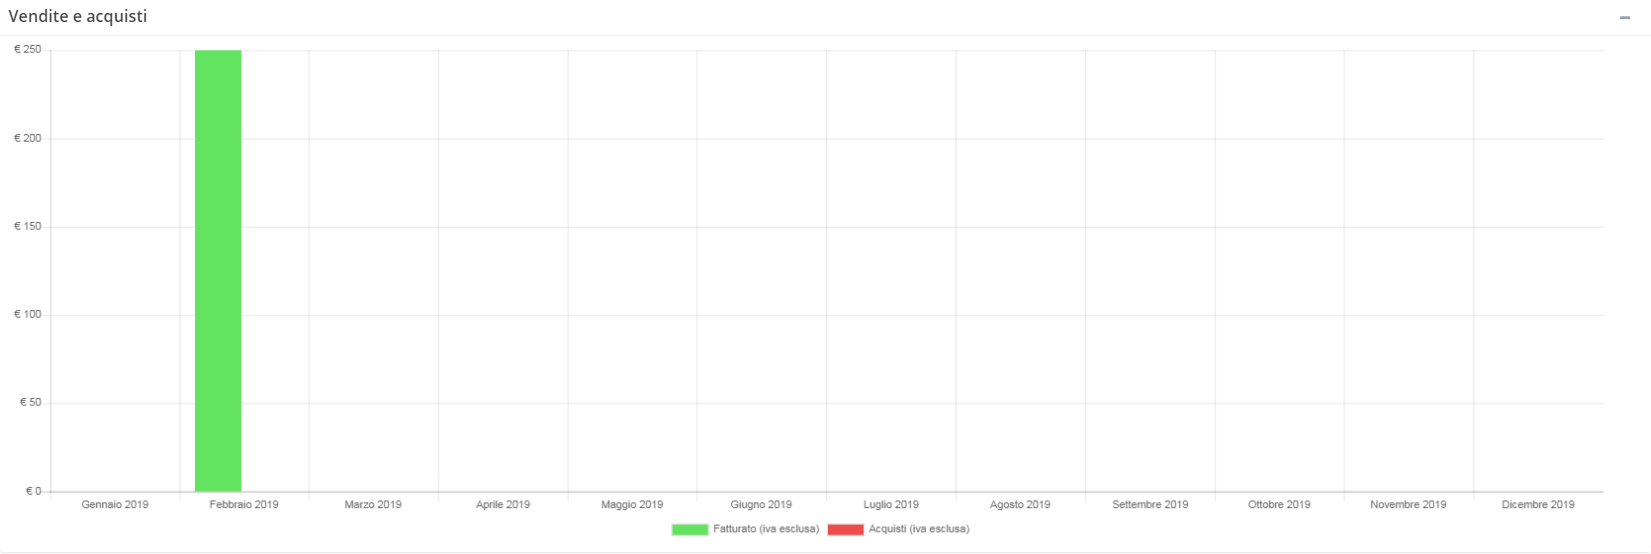 Vendite e acquisti
€ 250
€ 200
€ 150
€ 100
€ 50
€ 0
Gennaio 2019 Febbraio 2019 Marzo 2019 Aprile 2019 Maggio 2019 Giugno 2019 Luglio 2019 Agosto 2019 Settembre 2019 Ottobre 2019 Novembre 2019 Dicembre 2019
Fatturato (iva esclusa) Acquisti (iva esclusa)